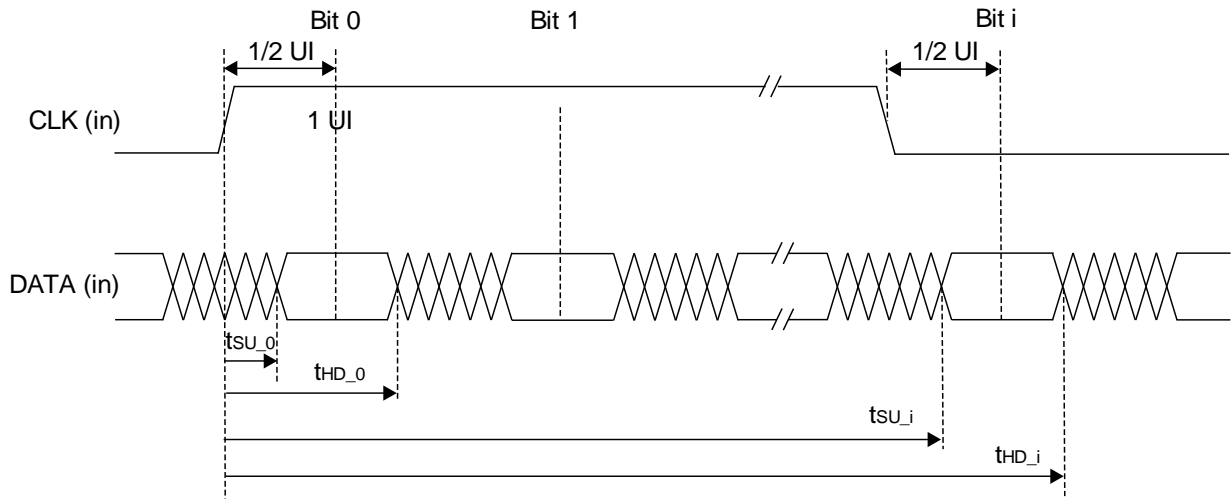 Bit 0
Bit 1
Bit i
1/2 UI
1/2 UI
CLK (in)
1 UI
DATA (in)
tSU_0
tHD_0
tSU_i
tHD_i